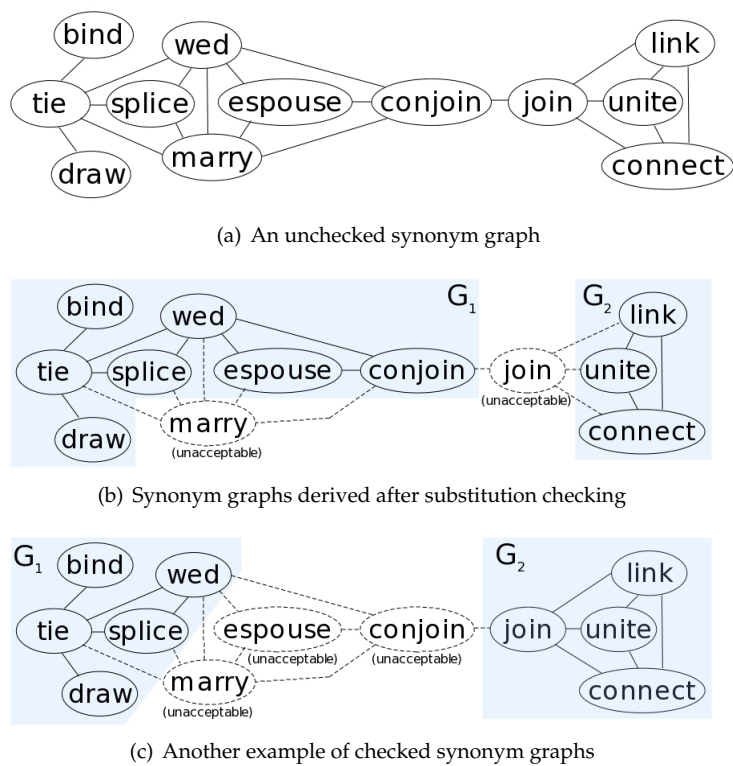 bind
wed
link
tie
splice
espouse
conjoin
join
unite
marry
connect
draw
(a) An unchecked synonym graph
G1
G2
bind
wed
link
tie
splice
espouse
conjoin
join
unite
(unacceptable)
marry
connect
draw
(unacceptable)
(b) Synonym graphs derived after substitution checking
G1
G2
bind
wed
link
tie
splice
espouse
conjoin
join
unite
(unacceptable)
(unacceptable)
marry
connect
draw
(unacceptable)
(c) Another example of checked synonym graphs